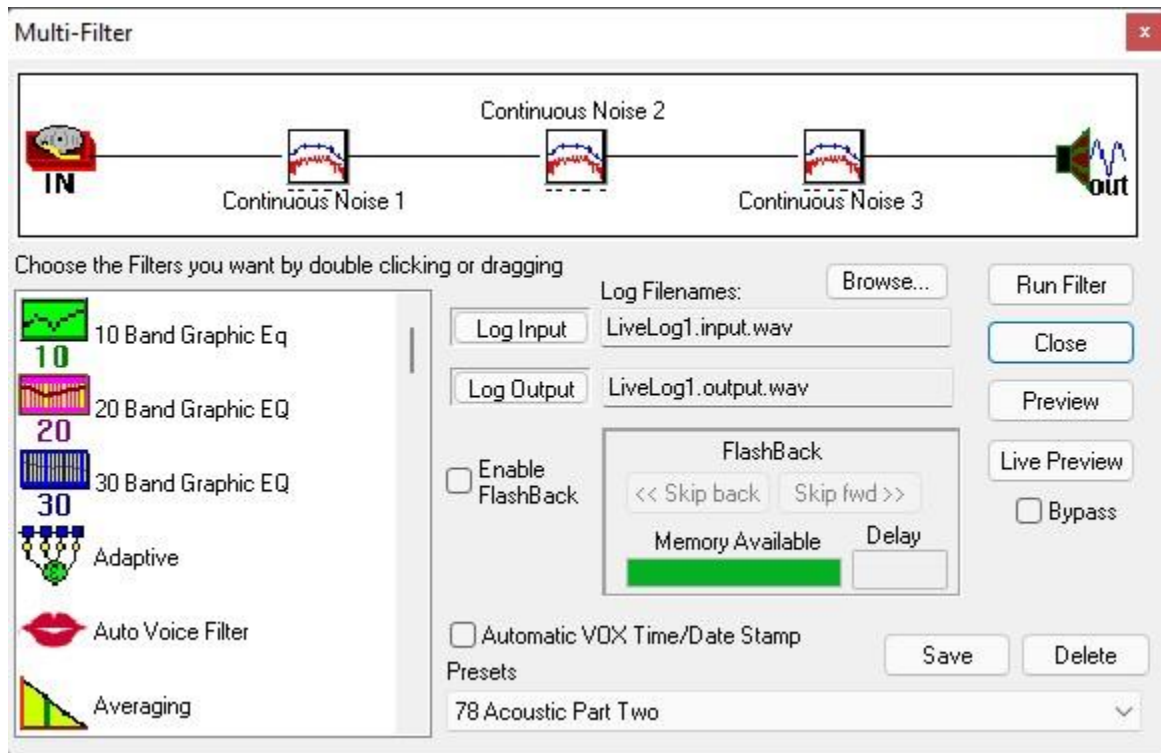 Multi-Filter
x
Continuous Noise 2
IN
out
Continuous Noise 1
Continuous Noise 3
Choose the Filters you want by double clicking or dragging
Log Filenames:
Browse...
Run Filter
10
10 Band Graphic Eq
Log Input
LiveLog1.input.wav
Close
20
20 Band Graphic EQ
Log Output
LiveLog1.output.wav
Preview
30
30 Band Graphic EQ
Enable
FlashBack
FlashBack
<< Skip back
Skip fwd >>
Live Preview
Bypass
Memory Available
Delay
Adaptive
Auto Voice Filter
Automatic VOX Time/Date Stamp
Save
Delete
Presets
Averaging
78 Acoustic Part Two